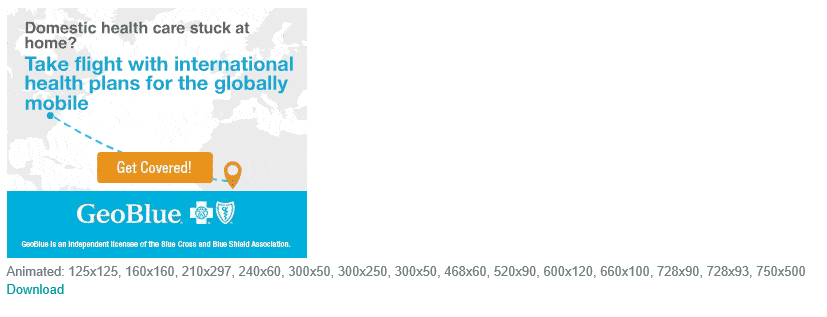 Domestic health care stuck at
home?
Take flight with international
health plans for the globally
mobile
Get Covered!
GeoBlue
GeoBlue is an independent licensee of the Blue Cross and Blue Shield Association.
Animated: 125x125, 160x160, 210x297, 240x60, 300x50, 300x250, 300x50, 468x60, 520x90, 600x120, 660x100, 728x90, 728x93, 750x500
Download